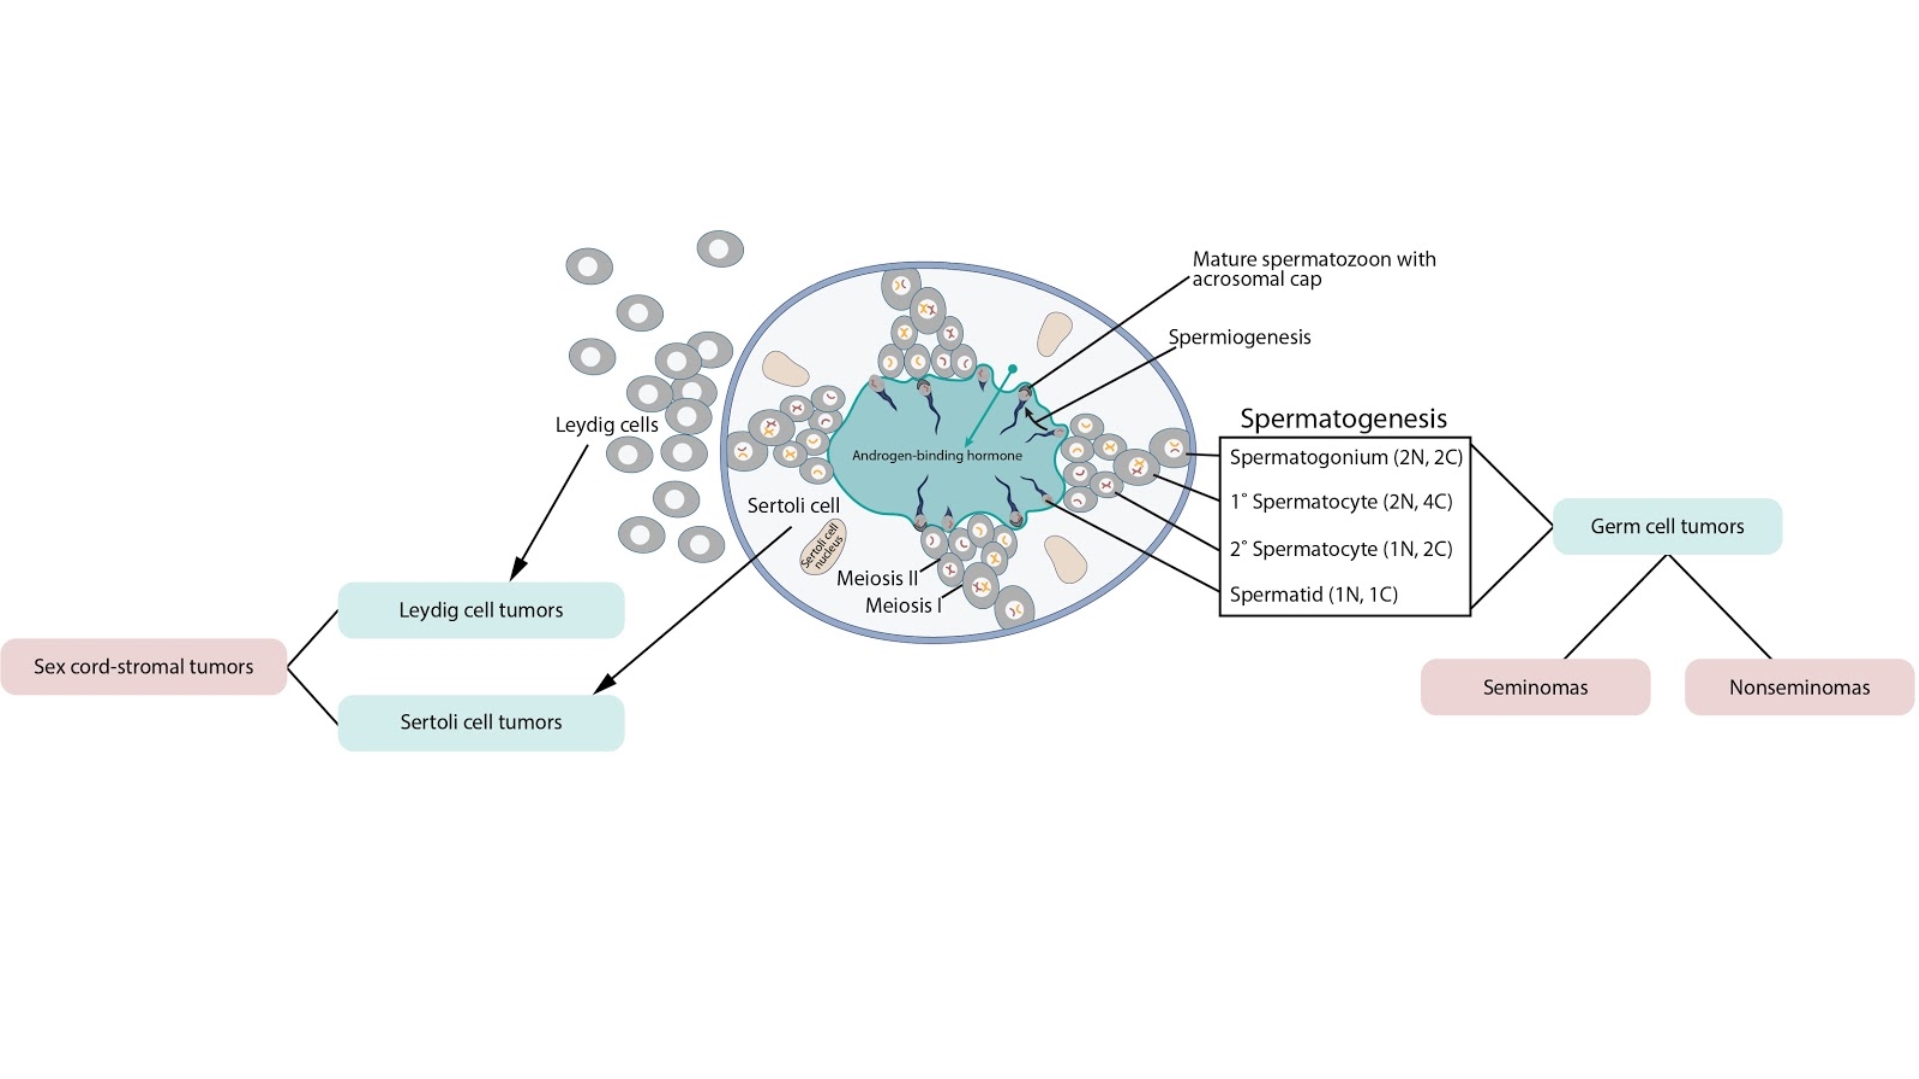 Mature spermatozoon with
acrosomal cap
Spermiogenesis
Leydig cells
Androgen-binding hormone
Sertoli cell
Sertoli cell
nucleus
Meiosis II
Meiosis I
Spermatogenesis
Spermatogonium (2N, 2C)
1° Spermatocyte (2N, 4C)
2° Spermatocyte (1N, 2C)
Spermatid (1N, 1C)
Germ cell tumors
Seminomas
Nonseminomas
Leydig cell tumors
Sex cord-stromal tumors
Sertoli cell tumors